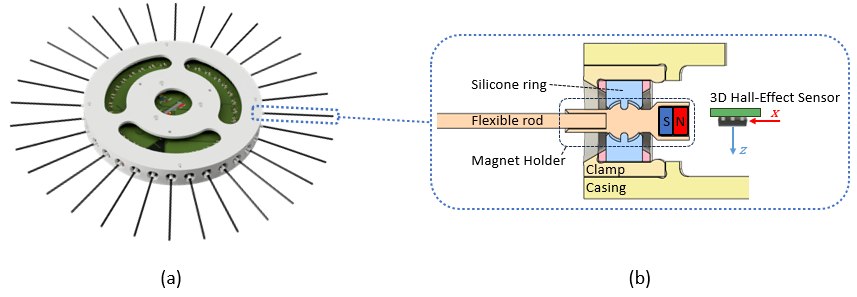 Silicone ring
3D Hall-Effect Sensor
Flexible rod
S N
x
z
Magnet Holder
Clamp
Casing
(a)
(b)